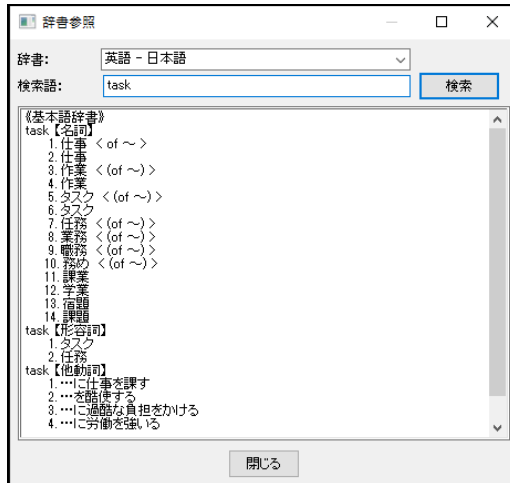 辞書参照
辞書: 英語 - 日本語
検索語: task 検索
《基本語辞書》
task【名詞】
1. 仕事 < of ～ >
2. 仕事
3. 作業 < (of ～) >
4. 作業
5. タスク < (of ～) >
6. タスク
7. 任務 < (of ～) >
8. 業務 < (of ～) >
9. 職務 < (of ～) >
10. 務め < (of ～) >
11. 課業
12. 学業
13. 宿題
14. 課題
task【形容詞】
1. タスク
2. 任務
task【他動詞】
1. …に仕事を課す
2. …を酷使する
3. …に過酷な負担をかける
4. …に労働を強いる
閉じる